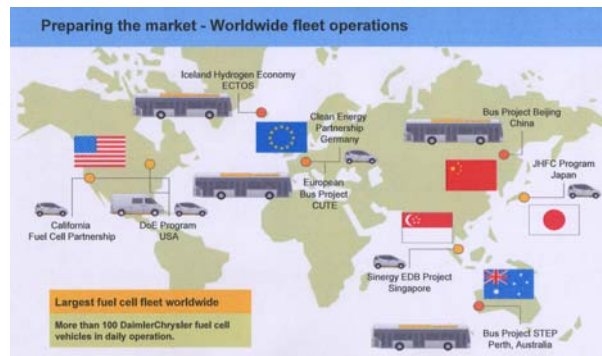 Preparing the market - Worldwide fleet operations
Iceland Hydrogen Economy
ECTOS
Clean Energy
Partnership
Germany
Bus Project Beijing
China
JHFC Program
Japan
European
Bus Project
CUTE
California
Fuel Cell Partnership
DoE Program
USA
Sinergy EDB Project
Singapore
Largest fuel cell fleet worldwide
More than 100 DaimlerChrysler fuel cell
vehicles in daily operation.
Bus Project STEP
Perth, Australia